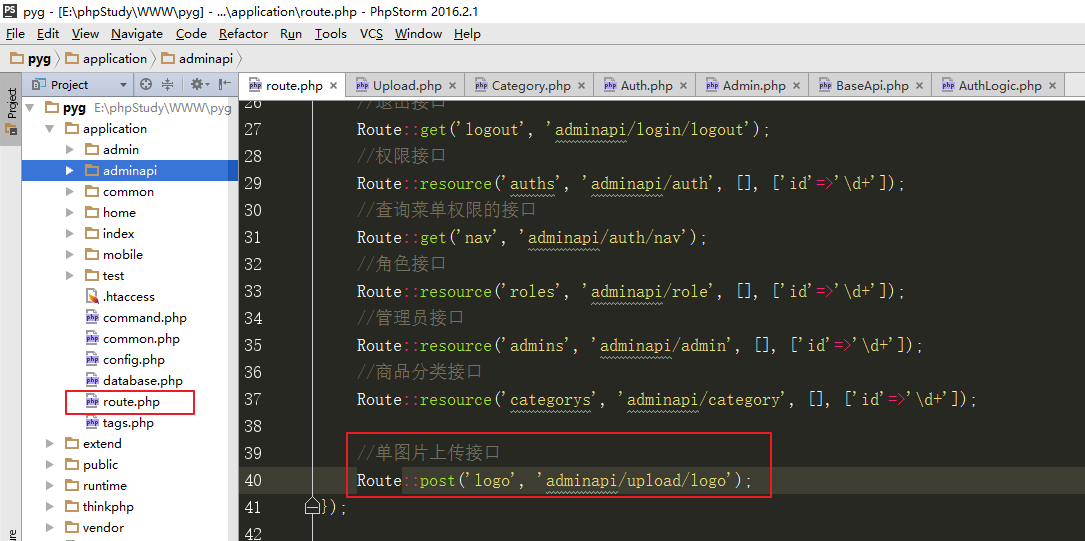 pyg - [E:\phpStudy\WWW\pyg] - ...\application\route.php - PhpStorm 2016.2.1
File Edit View Navigate Code Refactor Run Tools VCS Window Help
pyg application adminapi
Project
route.php Upload.php Category.php Auth.php Admin.php BaseApi.php AuthLogic.php
Project
pyg E:\phpStudy\WWW\pyg
application
admin
adminapi
common
home
index
mobile
test
.htaccess
command.php
common.php
config.php
database.php
route.php
tags.php
extend
public
runtime
thinkphp
vendor
26 //退出接口
27 Route::get('logout', 'adminapi/login/logout');
28 //权限接口
29 Route::resource('auths', 'adminapi/auth', [], ['id'=>'\d+']);
30 //查询菜单权限的接口
31 Route::get('nav', 'adminapi/auth/nav');
32 //角色接口
33 Route::resource('roles', 'adminapi/role', [], ['id'=>'\d+']);
34 //管理员接口
35 Route::resource('admins', 'adminapi/admin', [], ['id'=>'\d+']);
36 //商品分类接口
37 Route::resource('categorys', 'adminapi/category', [], ['id'=>'\d+']);
38
39 //单图片上传接口
40 Route::post('logo', 'adminapi/upload/logo');
41 });
42